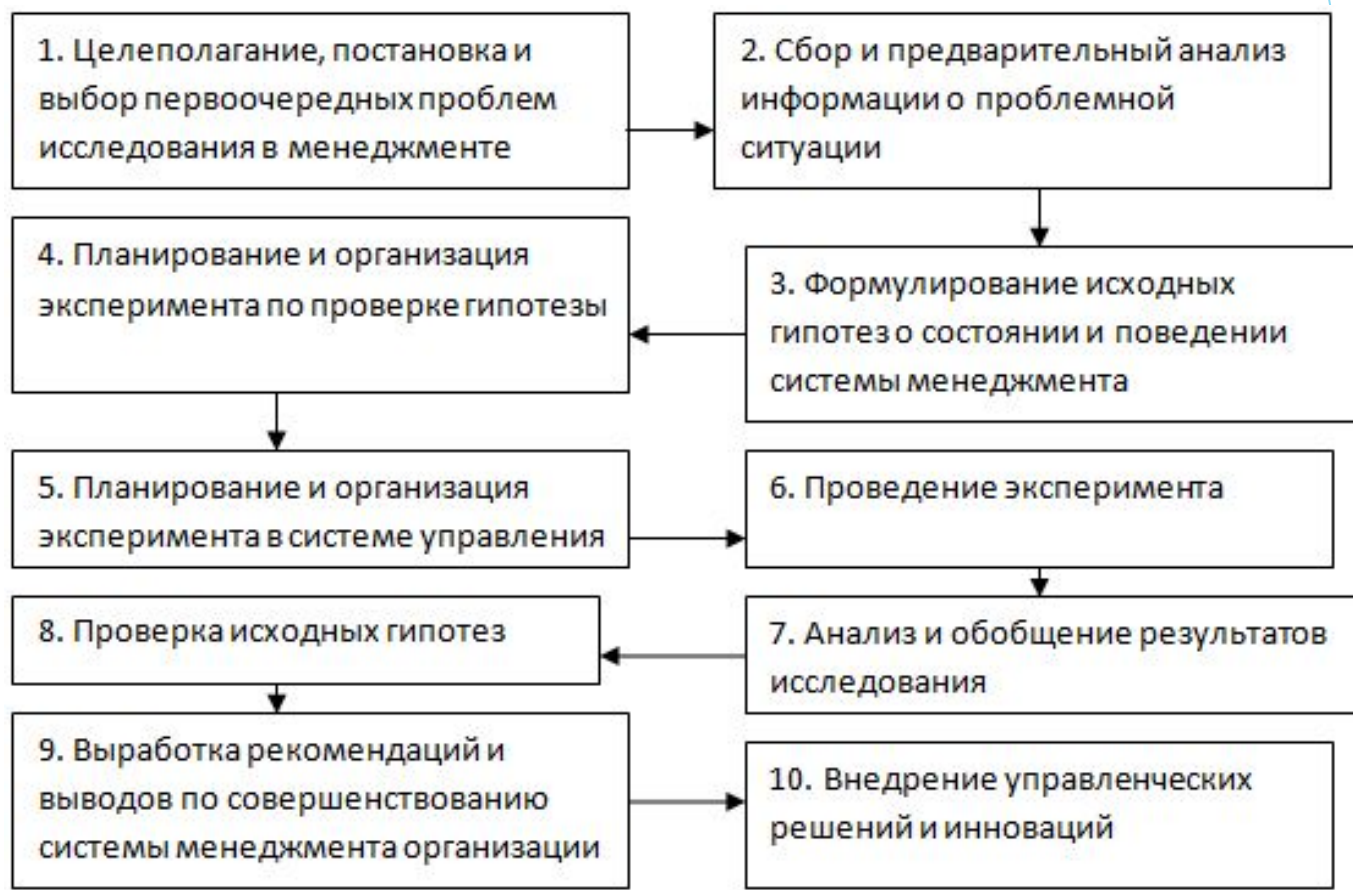 1. Целеполагание, постановка и
выбор первоочередных проблем
исследования в менеджменте
2. Сбор и предварительный анализ
информации о проблемной
ситуации
3. Формулирование исходных
гипотез о состоянии и поведении
системы менеджмента
4. Планирование и организация
эксперимента по проверке гипотезы
5. Планирование и организация
эксперимента в системе управления
6. Проведение эксперимента
7. Анализ и обобщение результатов
исследования
8. Проверка исходных гипотез
9. Выработка рекомендаций и
выводов по совершенствованию
системы менеджмента организации
10. Внедрение управленческих
решений и инноваций